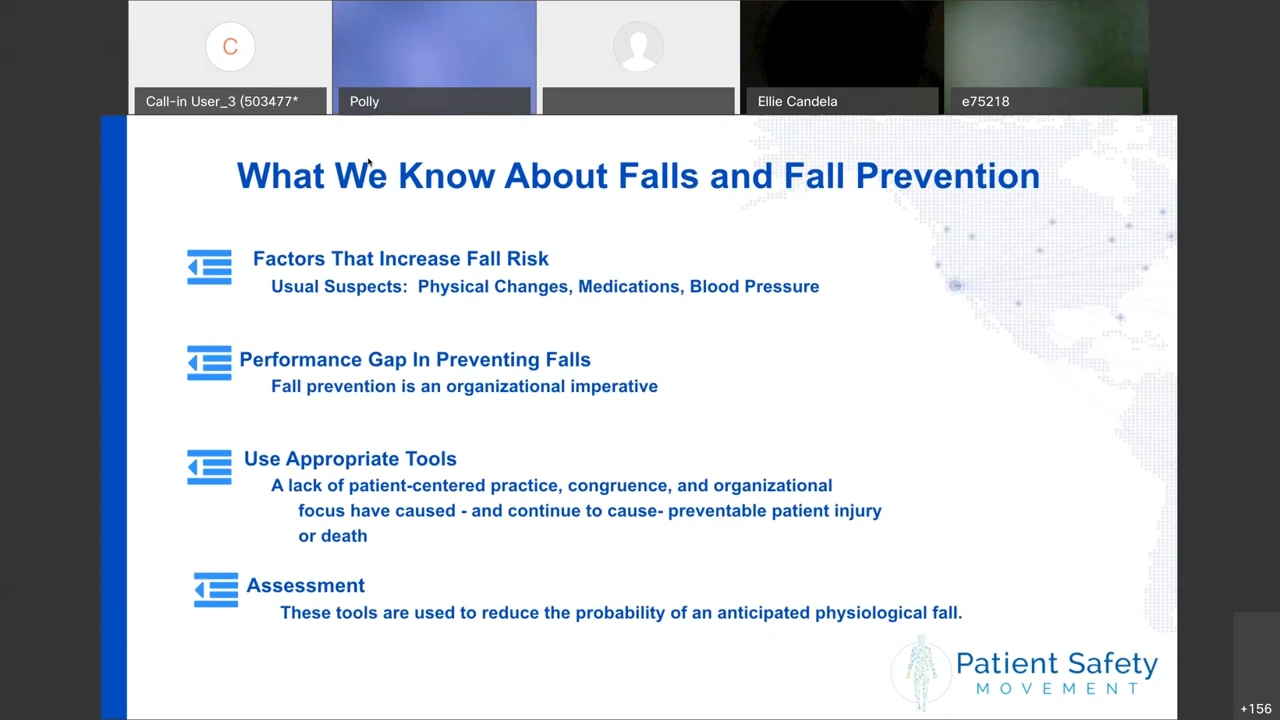 C
Call-in User_3 (503477*
Polly
Ellie Candela
e75218
What We Know About Falls and Fall Prevention
Factors That Increase Fall Risk
Usual Suspects:  Physical Changes, Medications, Blood Pressure
Performance Gap In Preventing Falls
Fall prevention is an organizational imperative
Use Appropriate Tools
A lack of patient-centered practice, congruence, and organizational
focus have caused - and continue to cause- preventable patient injury
or death
Assessment
These tools are used to reduce the probability of an anticipated physiological fall.
Patient Safety
MOVEMENT
+156